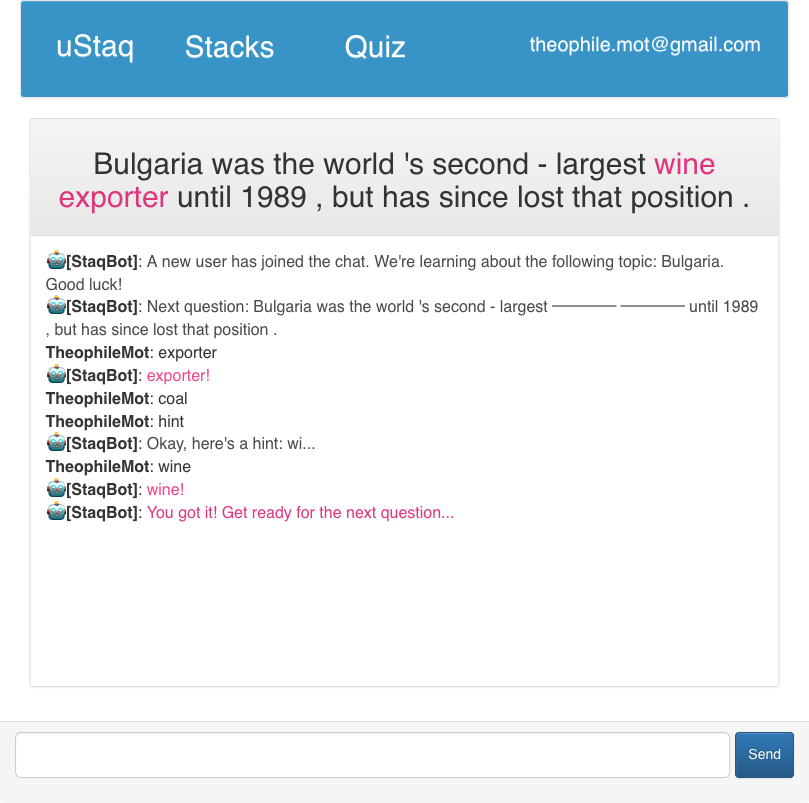 uStaq Stacks Quiz theophile.mot@gmail.com
Bulgaria was the world 's second - largest wine
exporter until 1989 , but has since lost that position .
[StaqBot]: A new user has joined the chat. We're learning about the following topic: Bulgaria.
Good luck!
[StaqBot]: Next question: Bulgaria was the world 's second - largest ———— ———— until 1989
, but has since lost that position .
TheophileMot: exporter
[StaqBot]: exporter!
TheophileMot: coal
TheophileMot: hint
[StaqBot]: Okay, here's a hint: wi...
TheophileMot: wine
[StaqBot]: wine!
[StaqBot]: You got it! Get ready for the next question...
Send